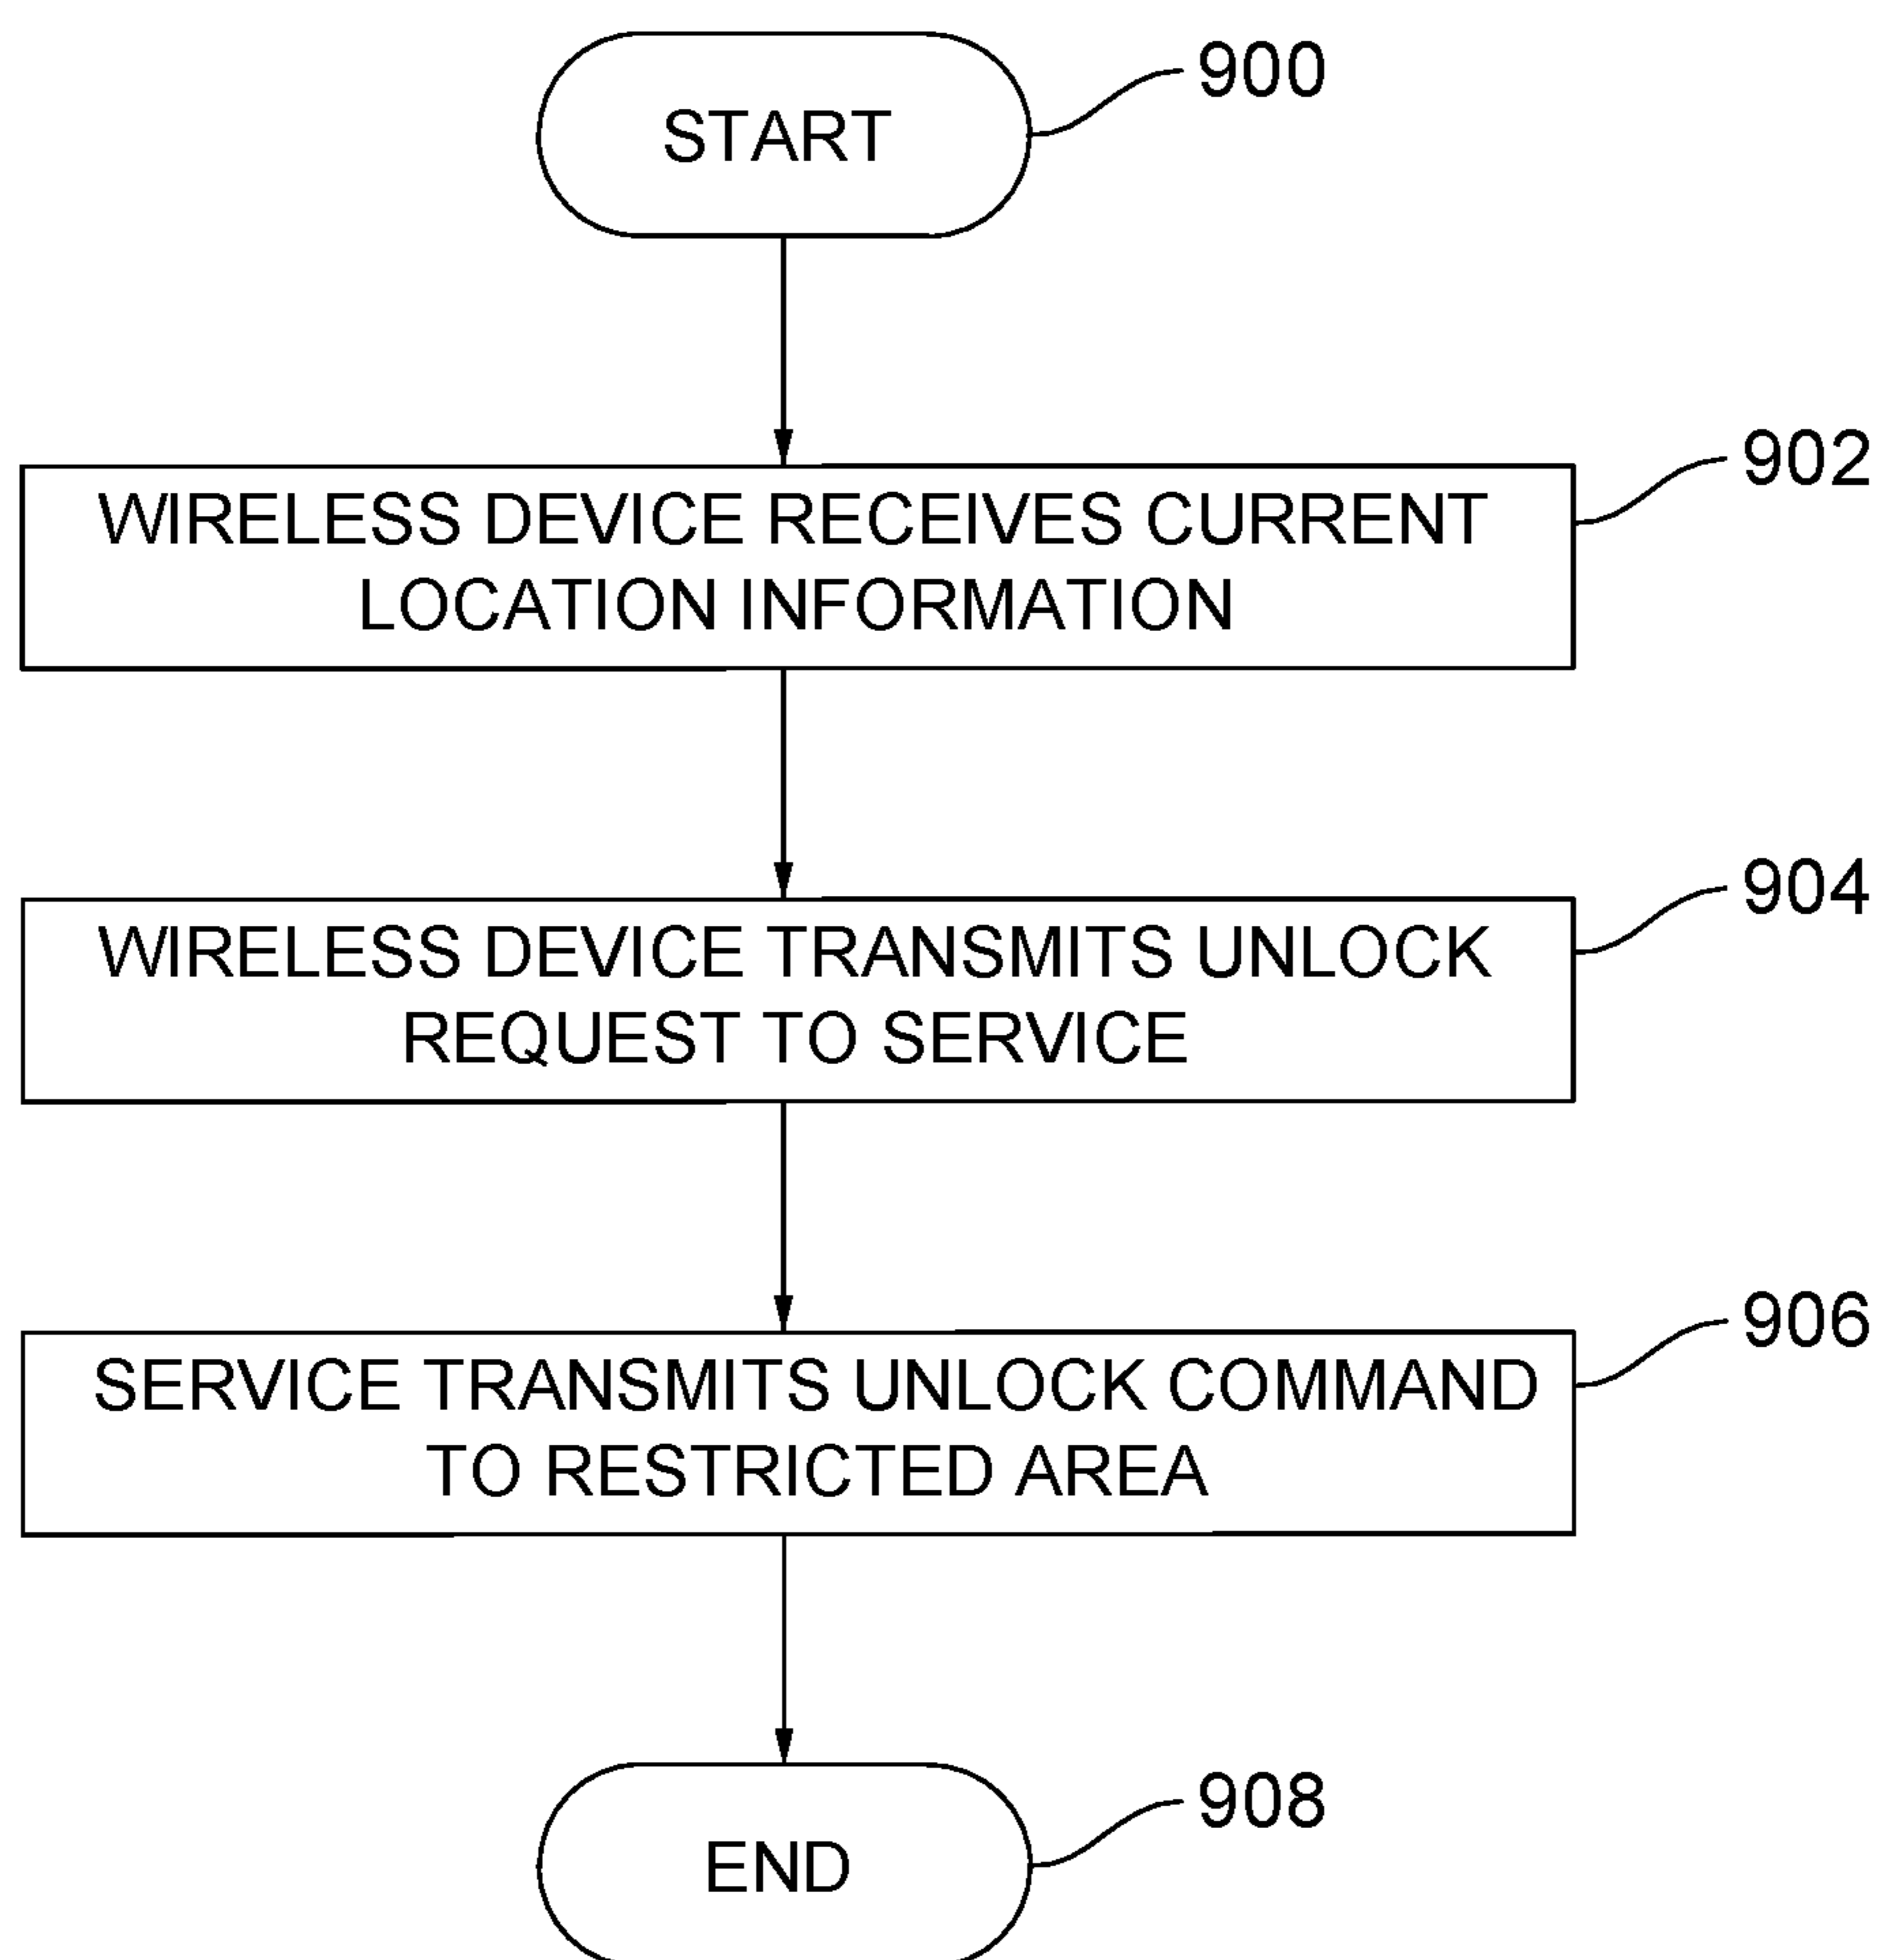 START
900
902
WIRELESS DEVICE RECEIVES CURRENT
LOCATION INFORMATION
904
WIRELESS DEVICE TRANSMITS UNLOCK
REQUEST TO SERVICE
906
SERVICE TRANSMITS UNLOCK COMMAND
TO RESTRICTED AREA
908
END